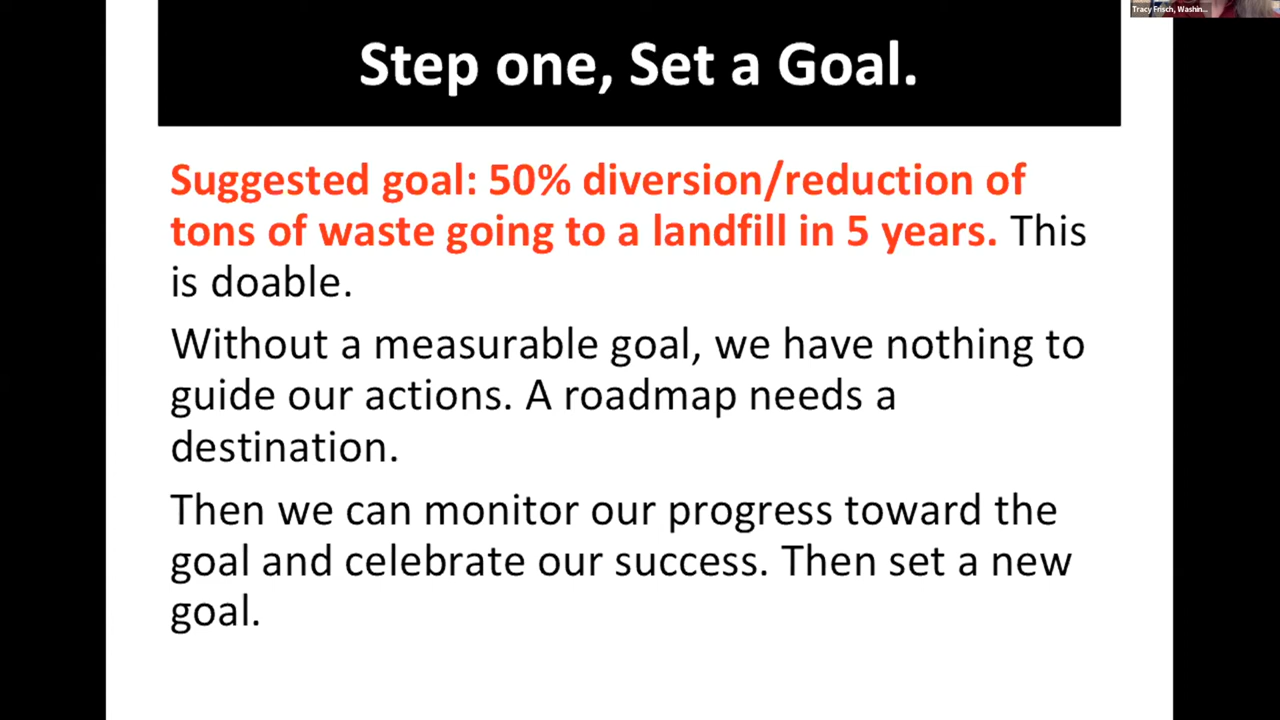 Tracy Frisch, Washin...
Step one, Set a Goal.
Suggested goal: 50% diversion/reduction of
tons of waste going to a landfill in 5 years. This
is doable.
Without a measurable goal, we have nothing to
guide our actions. A roadmap needs a
destination.
Then we can monitor our progress toward the
goal and celebrate our success. Then set a new
goal.